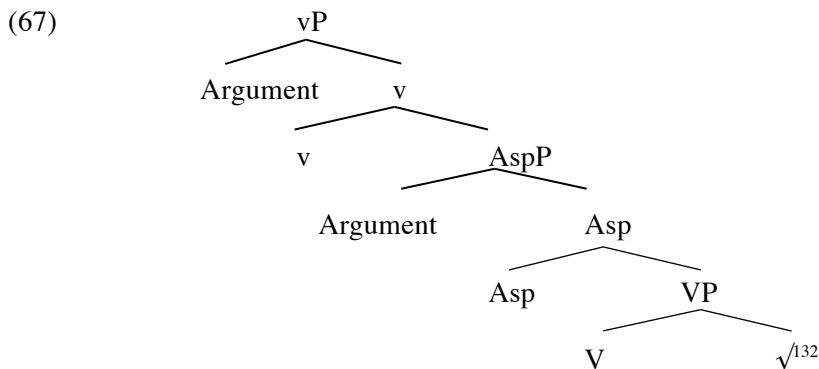 (67) vP
Argument v
v AspP
Argument Asp
Asp VP
V √132